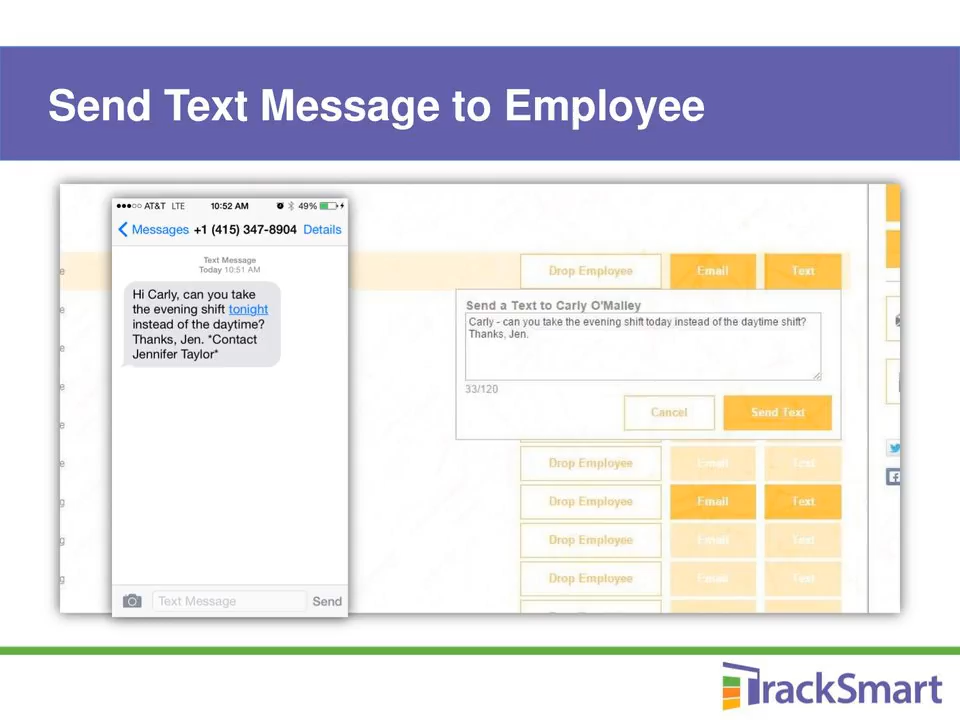 Send Text Message to Employee
AT&T LTE 10:52 AM 49%
Messages +1 (415) 347-8904 Details
Text Message
Today 10:51 AM
Hi Carly, can you take
the evening shift tonight
instead of the daytime?
Thanks, Jen. *Contact
Jennifer Taylor*
Text Message Send
e
e
e
e
e
e
g
g
g
Drop Employee Email Text
Send a Text to Carly O'Malley
Carly - can you take the evening shift today instead of the daytime shift?
Thanks, Jen.
33/120
Cancel Send Text
Drop Employee Email Text
Drop Employee Email Text
Drop Employee Email Text
Drop Employee Email Text
TrackSmart